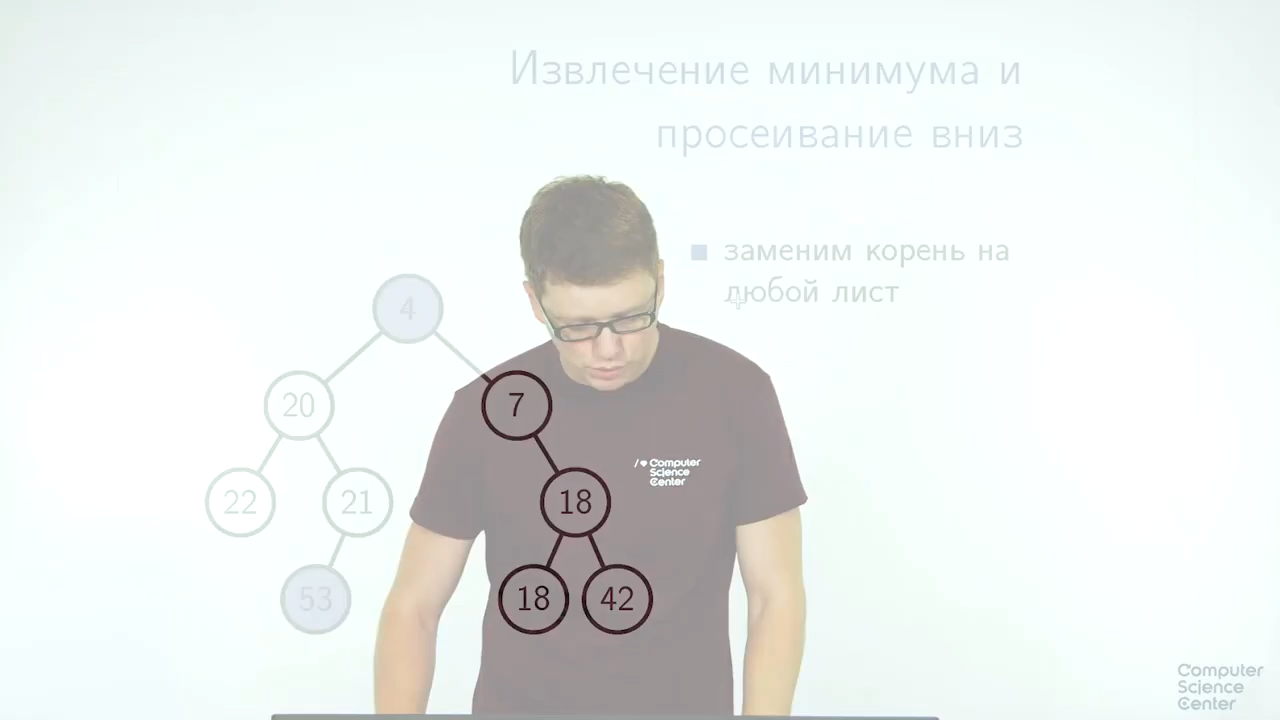 Извлечение минимума и
просеивание вниз
заменим корень на
любой лист
4
20
7
22
21
18
53
18
42
/ Computer
Science
Center
Computer
Science
Center